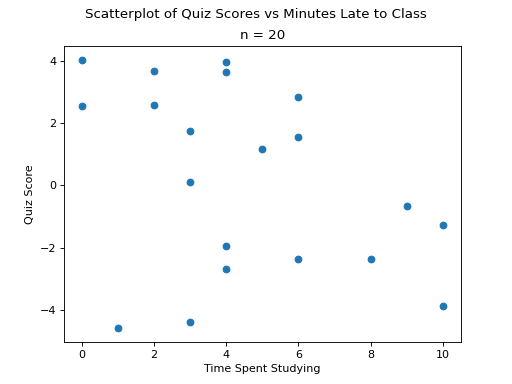 Scatterplot of Quiz Scores vs Minutes Late to Class
n = 20
4
2
0
−2
−4
Quiz Score
0 2 4 6 8 10
Time Spent Studying